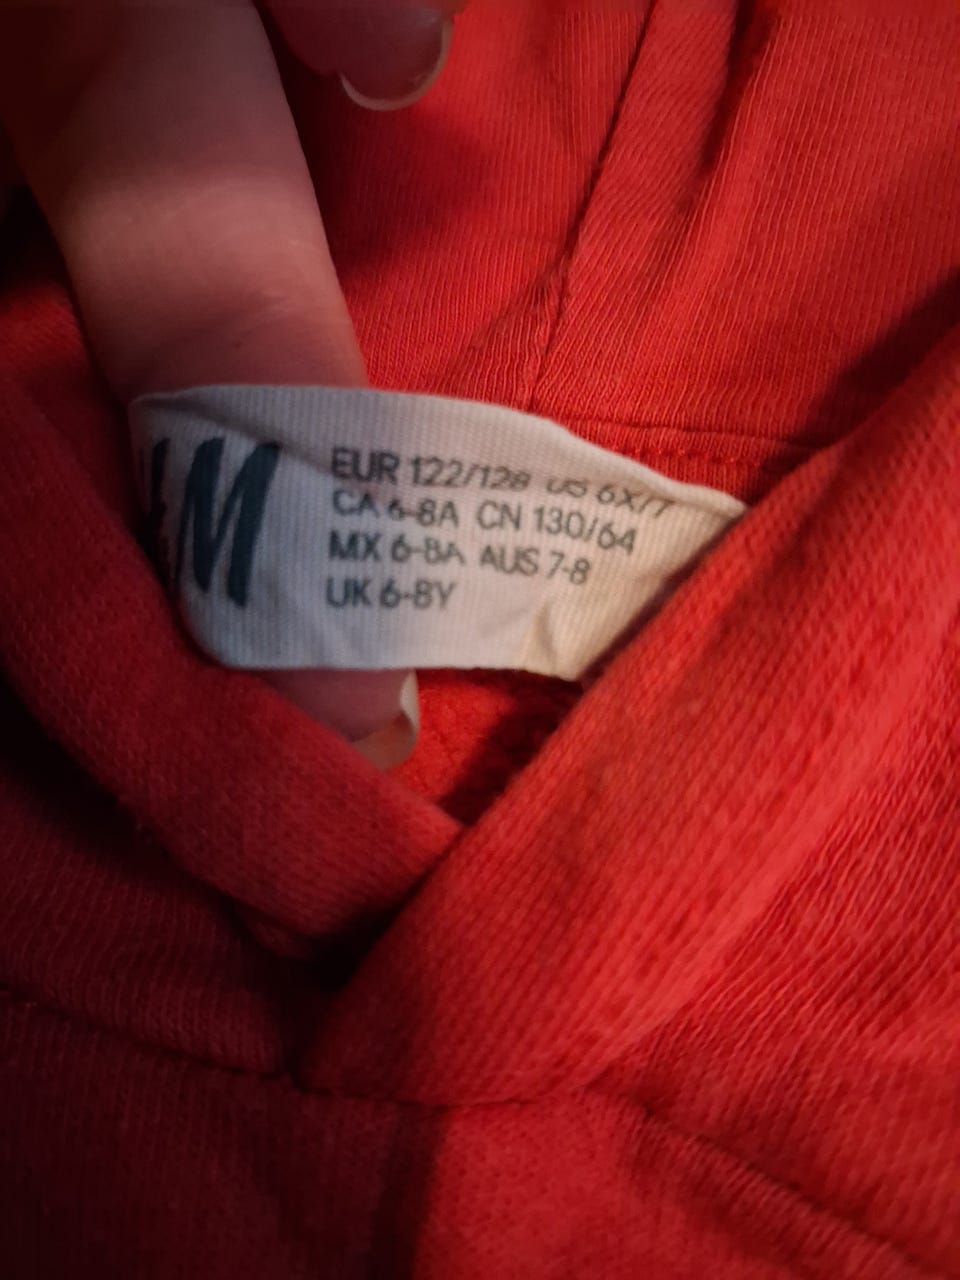 M
EUR 122/128 US 6X/7
CA 6-8A CN 130/64
MX 6-8A AUS 7-8
UK 6-8Y